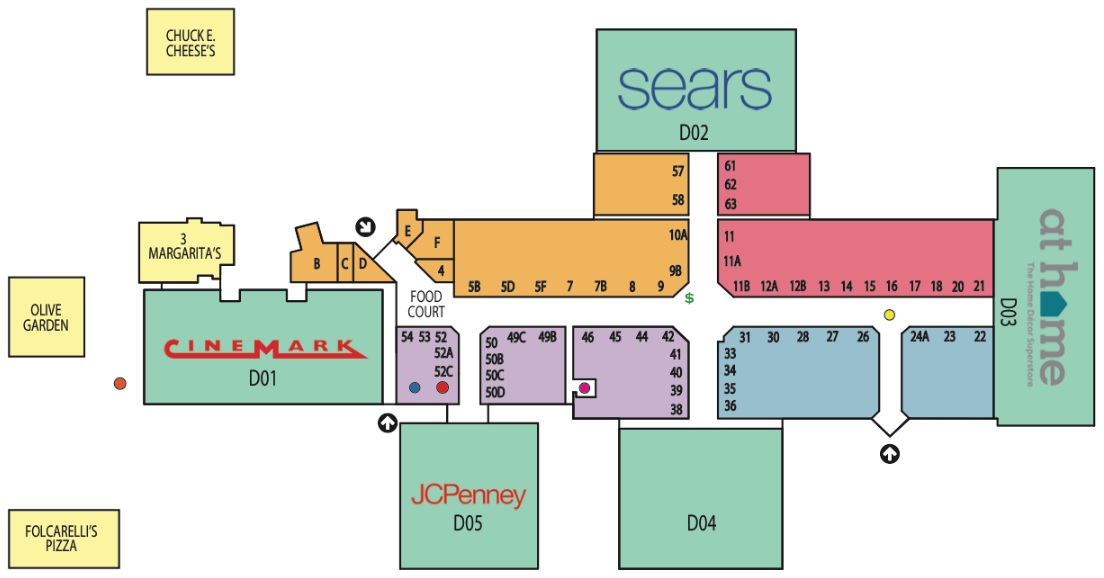 CHUCK E.
CHEESE'S
sears
D02
57
58
61
62
63
3
MARGARITA'S
B
C
D
E
F
4
10A
9B
5B 5D 5F 7 7B 8 9
11
11A
11B 12A 12B 13 14 15 16 17 18 20 21
at home
The Home Décor Superstore
D03
OLIVE
GARDEN
FOOD
COURT
$
CINEMARK
D01
54 53 52
52A
52C
50 49C 49B
50B
50C
50D
46 45 44 42
41
40
39
38
31 30 28 27 26
33
34
35
36
24A 23 22
JCPenney
D05
D04
FOLCARELLI'S
PIZZA